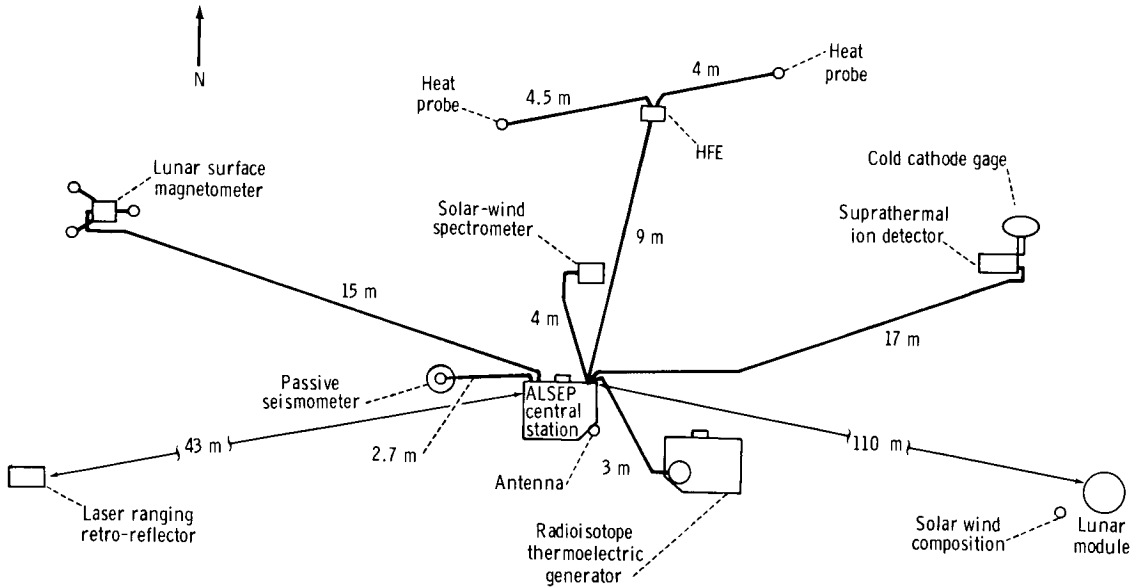 N
Heat
probe
4.5 m
4 m
Heat
probe
HFE
Lunar surface
magnetometer
Solar-wind
spectrometer
9 m
Cold cathode gage
Suprathermal
ion detector
15 m
4 m
17 m
Passive
seismometer
ALSEP
central
station
43 m
2.7 m
3 m
110 m
Antenna
Laser ranging
retro-reflector
Radioisotope
thermoelectric
generator
Solar wind
composition
Lunar
module